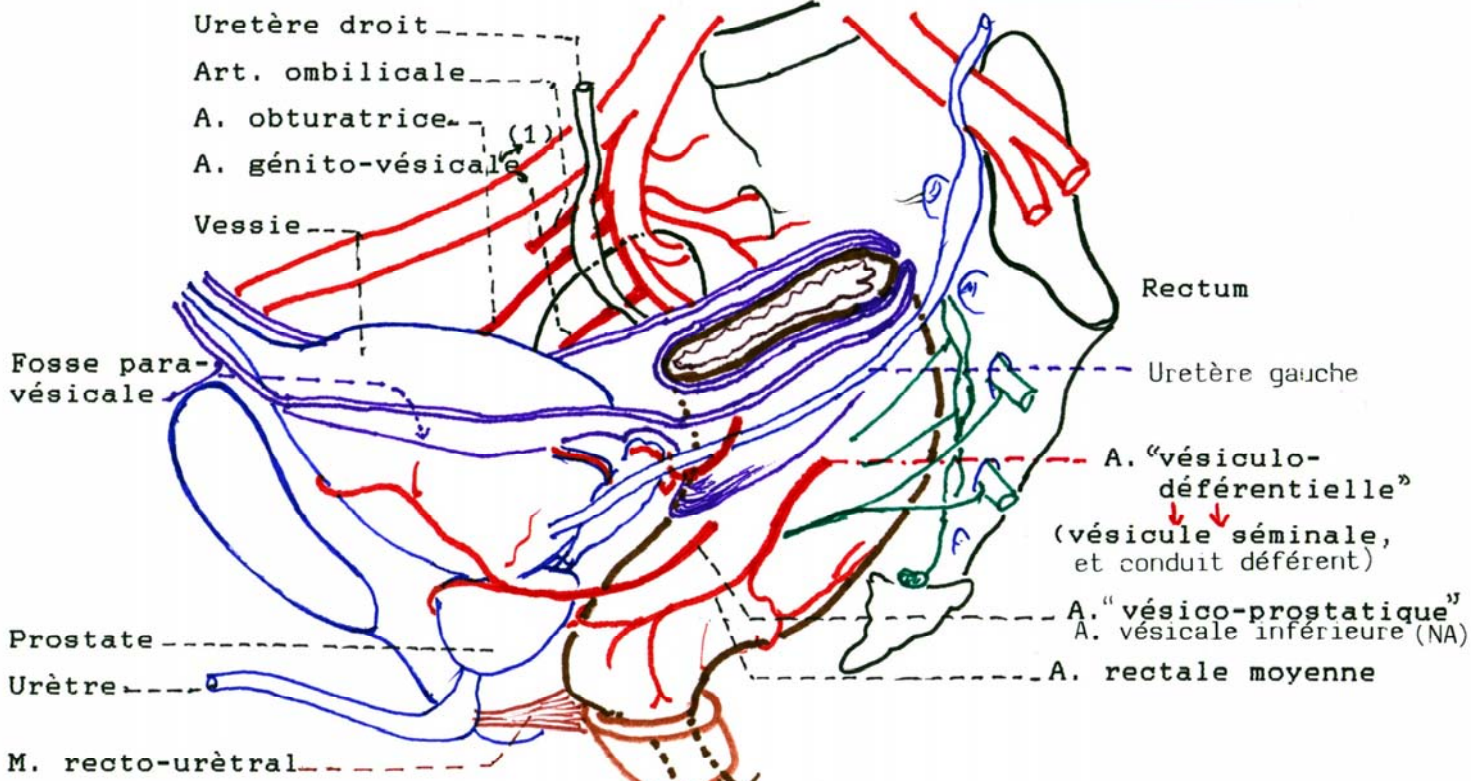 Uretère droit
Art. ombilicale
A. obturatrice
(1)
A. génito-vésicale
Vessie
Rectum
Fosse para-
vésicale
Uretère gauche
A. “vésiculo-
déférentielle”
(vésicule séminale,
et conduit déférent)
A. “vésico-prostatique”
A. vésicale inférieure (NA)
A. rectale moyenne
Prostate
Urètre
M. recto-urètral